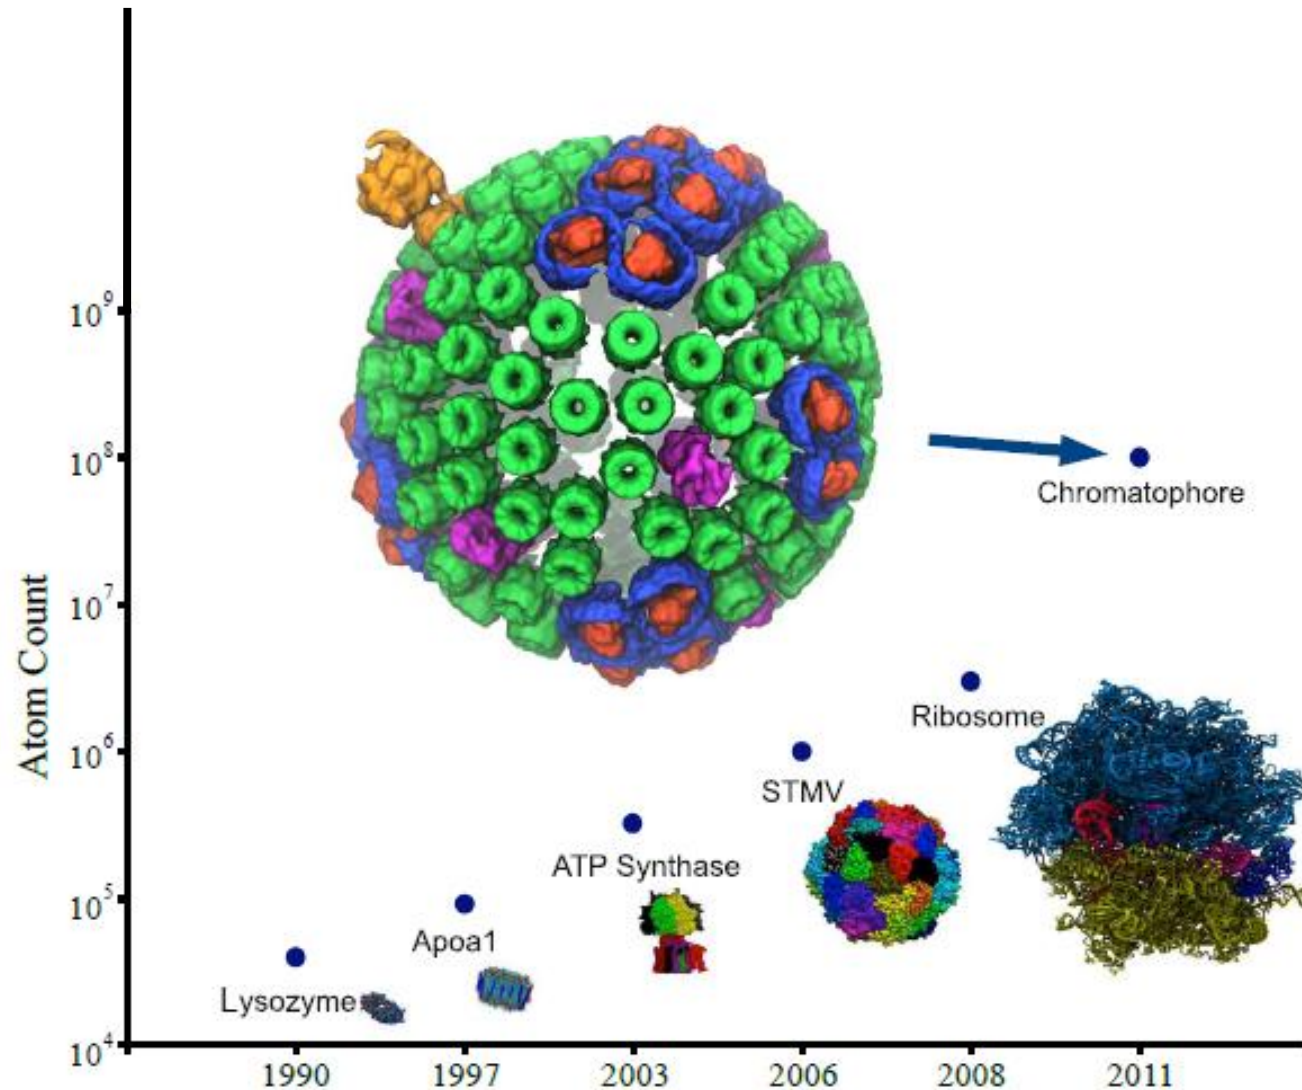 10⁹
10⁸
Chromatophore
10⁷
Atom Count
Ribosome
10⁶
STMV
ATP Synthase
10⁵
Apoa1
Lysozyme
10⁴
1990 1997 2003 2006 2008 2011